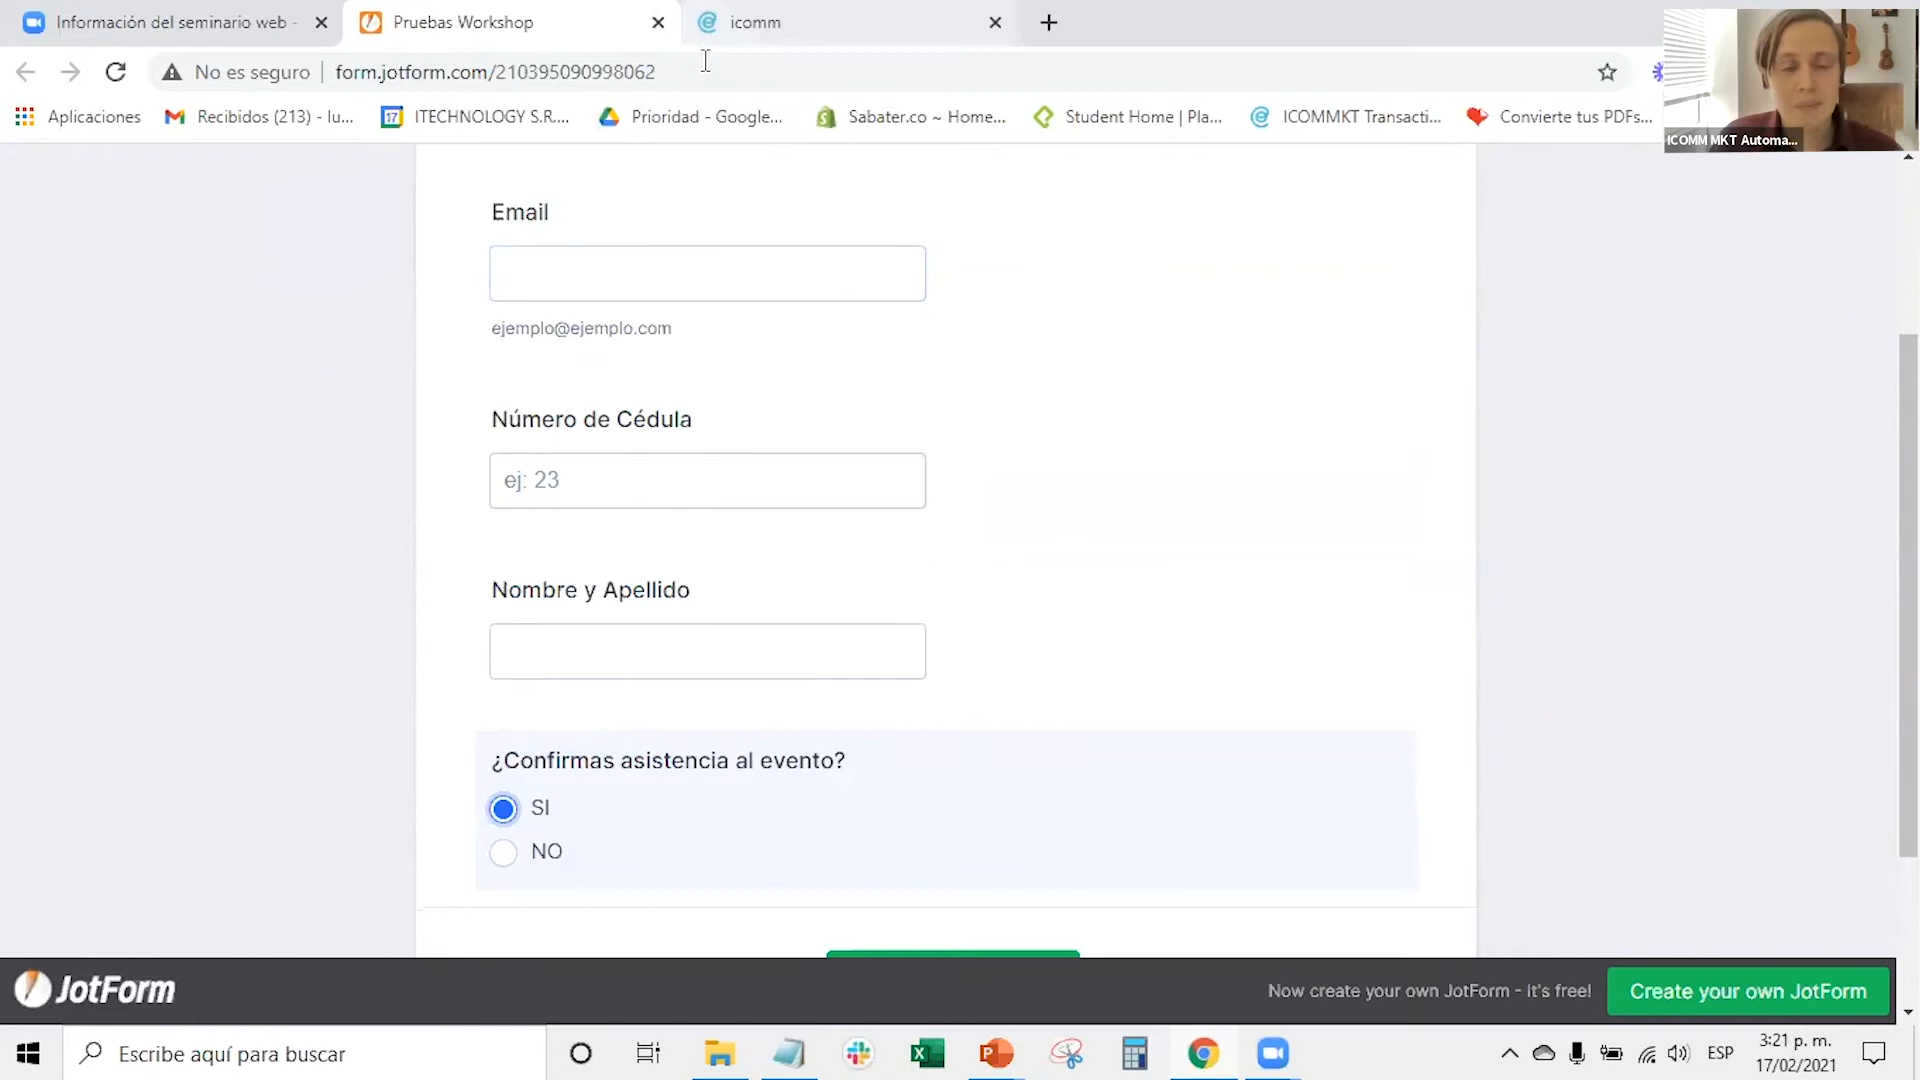 Información del seminario web -
Pruebas Workshop
icomm
No es seguro
form.jotform.com/210395090998062
Aplicaciones
Recibidos (213) - lu...
17
ITECHNOLOGY S.R....
Prioridad - Google...
Sabater.co ~ Home...
Student Home | Pla...
ICOMMKT Transacti...
Convierte tus PDFs...
ICOMM MKT Automa...
Email
ejemplo@ejemplo.com
Número de Cédula
ej: 23
Nombre y Apellido
¿Confirmas asistencia al evento?
SI
NO
JotForm
Now create your own JotForm - It's free!
Create your own JotForm
Escribe aquí para buscar
ESP
3:21 p. m.
17/02/2021